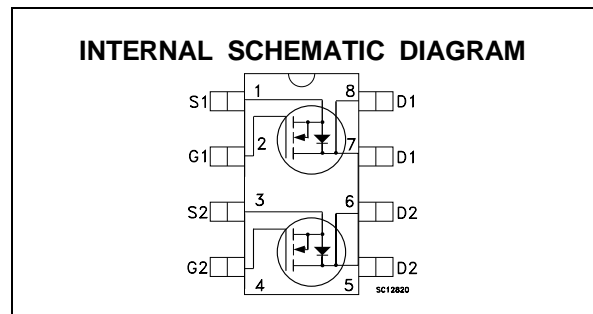 INTERNAL SCHEMATIC DIAGRAM
S1 1 8 D1
G1 2 7 D1
S2 3 6 D2
G2 4 5 D2
SC12820